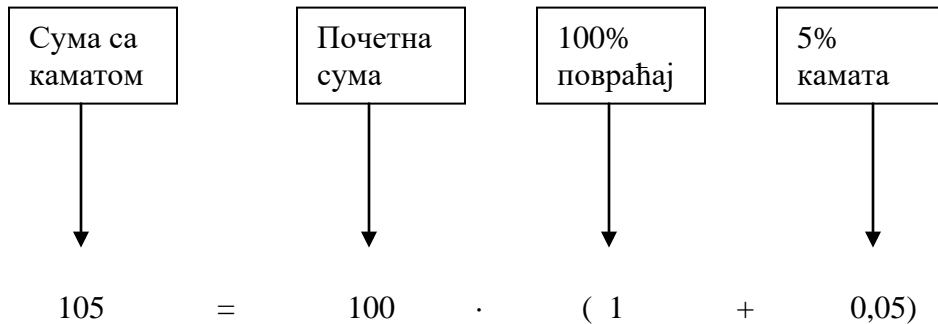 Сума са
каматом
Почетна
сума
100%
повраћај
5%
камата
105 = 100 · ( 1 + 0,05)